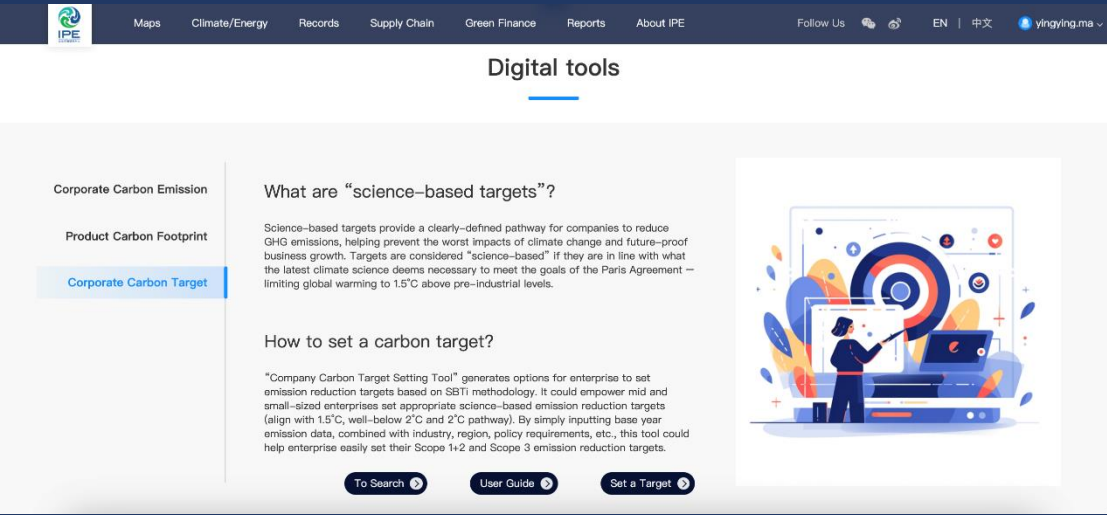 IPE
Maps Climate/Energy Records Supply Chain Green Finance Reports About IPE Follow Us EN | 中文 yingying.ma
Digital tools
Corporate Carbon Emission
Product Carbon Footprint
Corporate Carbon Target
What are “science-based targets”?
Science-based targets provide a clearly-defined pathway for companies to reduce
GHG emissions, helping prevent the worst impacts of climate change and future-proof
business growth. Targets are considered “science-based” if they are in line with what
the latest climate science deems necessary to meet the goals of the Paris Agreement —
limiting global warming to 1.5°C above pre-industrial levels.
How to set a carbon target?
“Company Carbon Target Setting Tool” generates options for enterprise to set
emission reduction targets based on SBTi methodology. It could empower mid and
small-sized enterprises set appropriate science-based emission reduction targets
(align with 1.5°C, well-below 2°C and 2°C pathway). By simply inputting base year
emission data, combined with industry, region, policy requirements, etc., this tool could
help enterprise easily set their Scope 1+2 and Scope 3 emission reduction targets.
To Search User Guide Set a Target